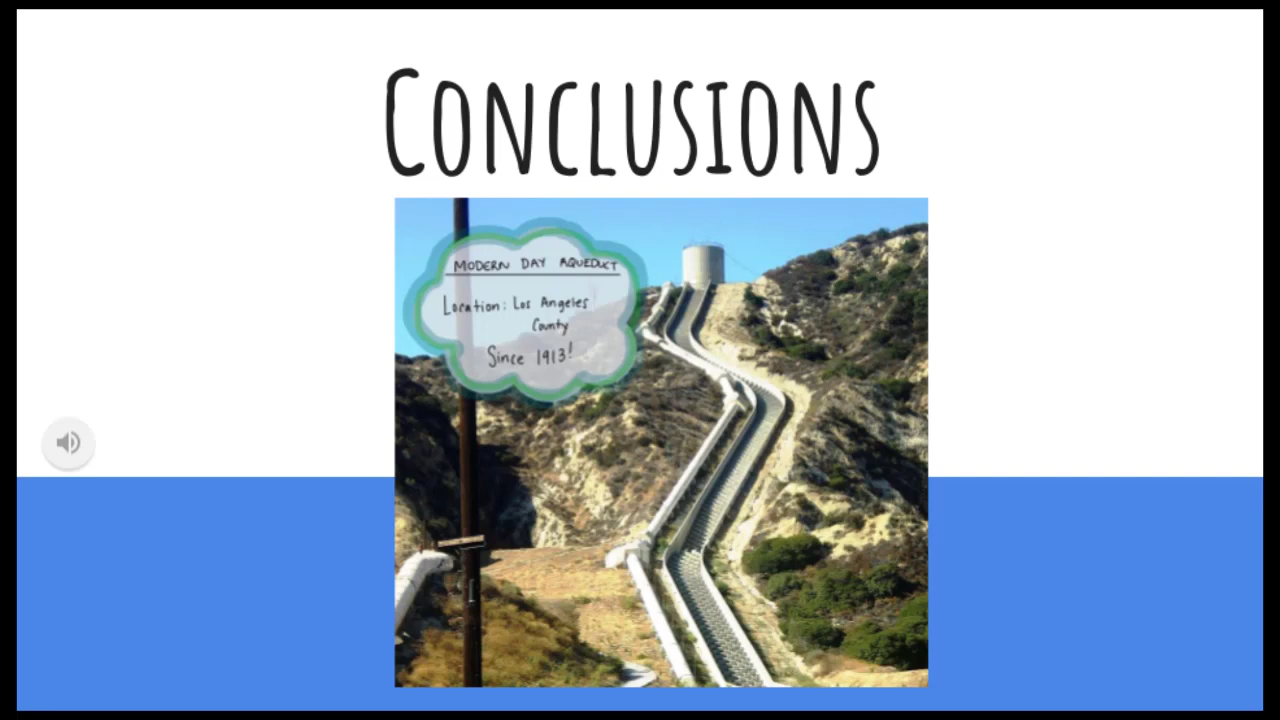 CONCLUSIONS
MODERN DAY AQUEDUCT
Location: Los Angeles
County
Since 1913!